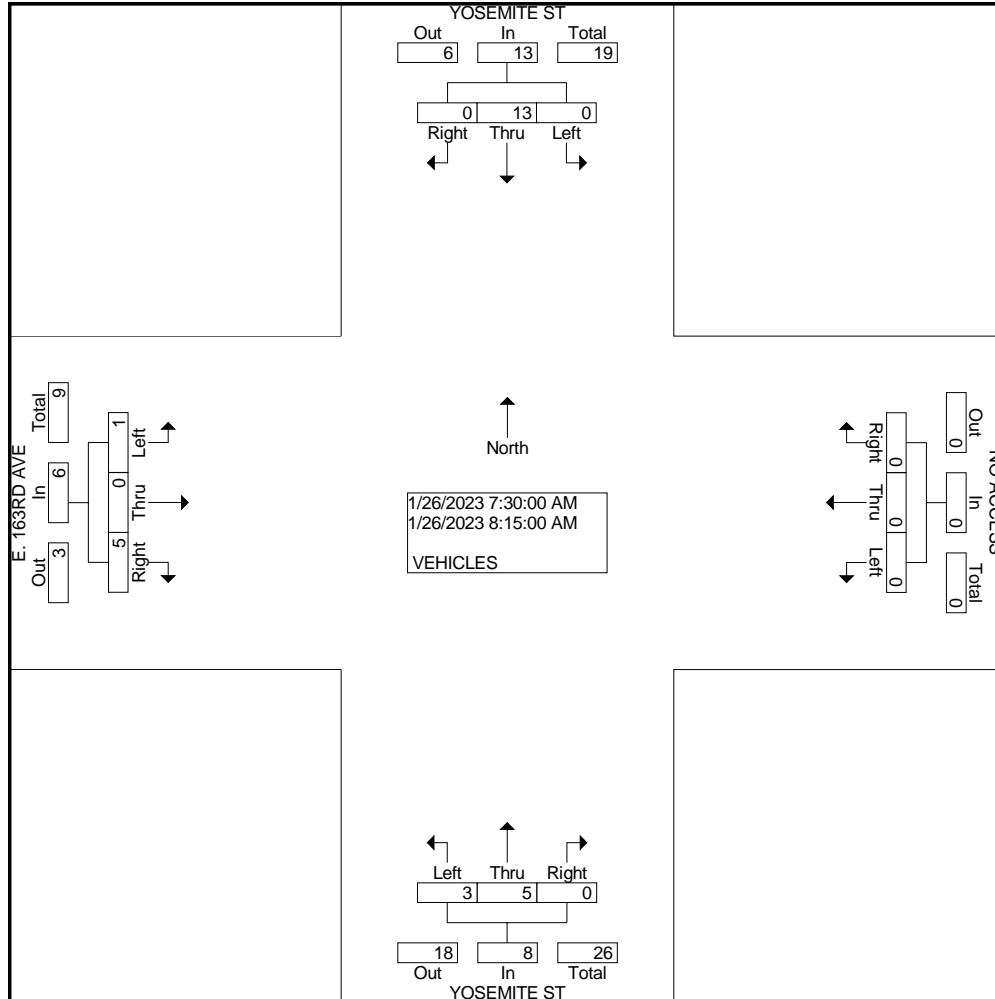 YOSEMITE ST
Out In Total
6 13 19
0 13 0
Right Thru Left
North
1/26/2023 7:30:00 AM
1/26/2023 8:15:00 AM
VEHICLES
E. 163RD AVE
Out In Total
3 6 9
1 0 5
Left Thru Right
NO ACCESS
Out In Total
0 0 0
0 0 0
Right Thru Left
Left Thru Right
3 5 0
18 8 26
Out In Total
YOSEMITE ST